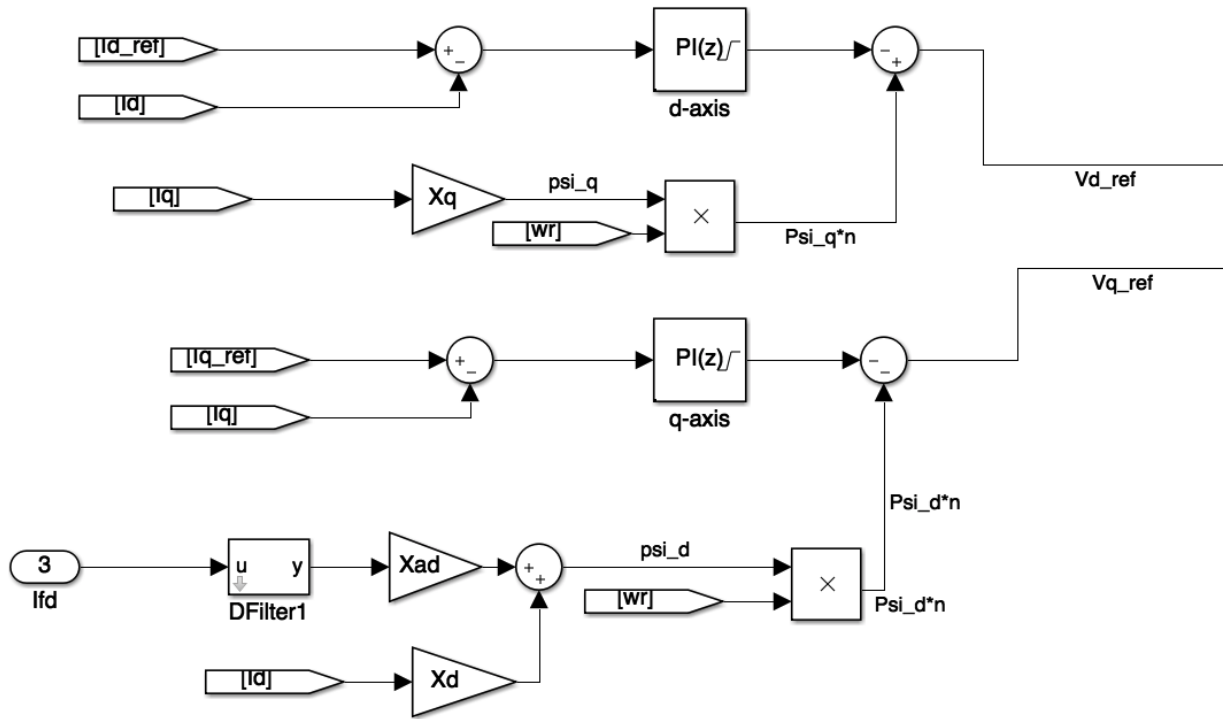 [Id_ref]
PI(z)
[Id]
d-axis
[Iq]
Xq
psi_q
[wr]
Psi_q*n
Vd_ref
Vq_ref
[Iq_ref]
PI(z)
[Iq]
q-axis
Psi_d*n
3
Ifd
u y
DFilter1
Xad
psi_d
[wr]
Psi_d*n
[Id]
Xd